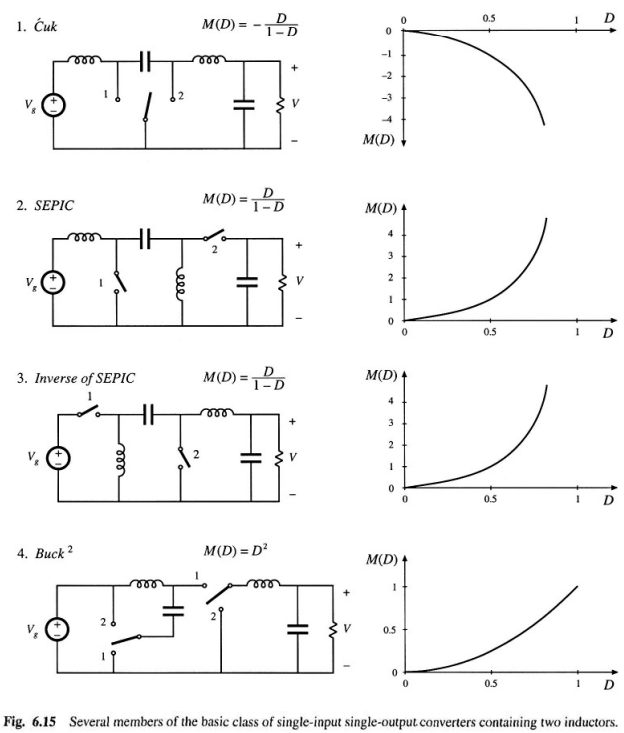 1. Ćuk
M(D) = − D / 1 − D
V_g
+
−
1
2
+
V
−
0 0.5 1 D
0
−1
−2
−3
−4
M(D)
2. SEPIC
M(D) = D / 1 − D
V_g
+
−
1
2
+
V
−
M(D)
4
3
2
1
0
0 0.5 1 D
3. Inverse of SEPIC
M(D) = D / 1 − D
1
V_g
+
−
2
+
V
−
M(D)
4
3
2
1
0
0 0.5 1 D
4. Buck ²
M(D) = D²
V_g
+
−
2
1
1
2
+
V
−
M(D)
1
0.5
0
0 0.5 1 D
Fig. 6.15 Several members of the basic class of single-input single-output converters containing two inductors.